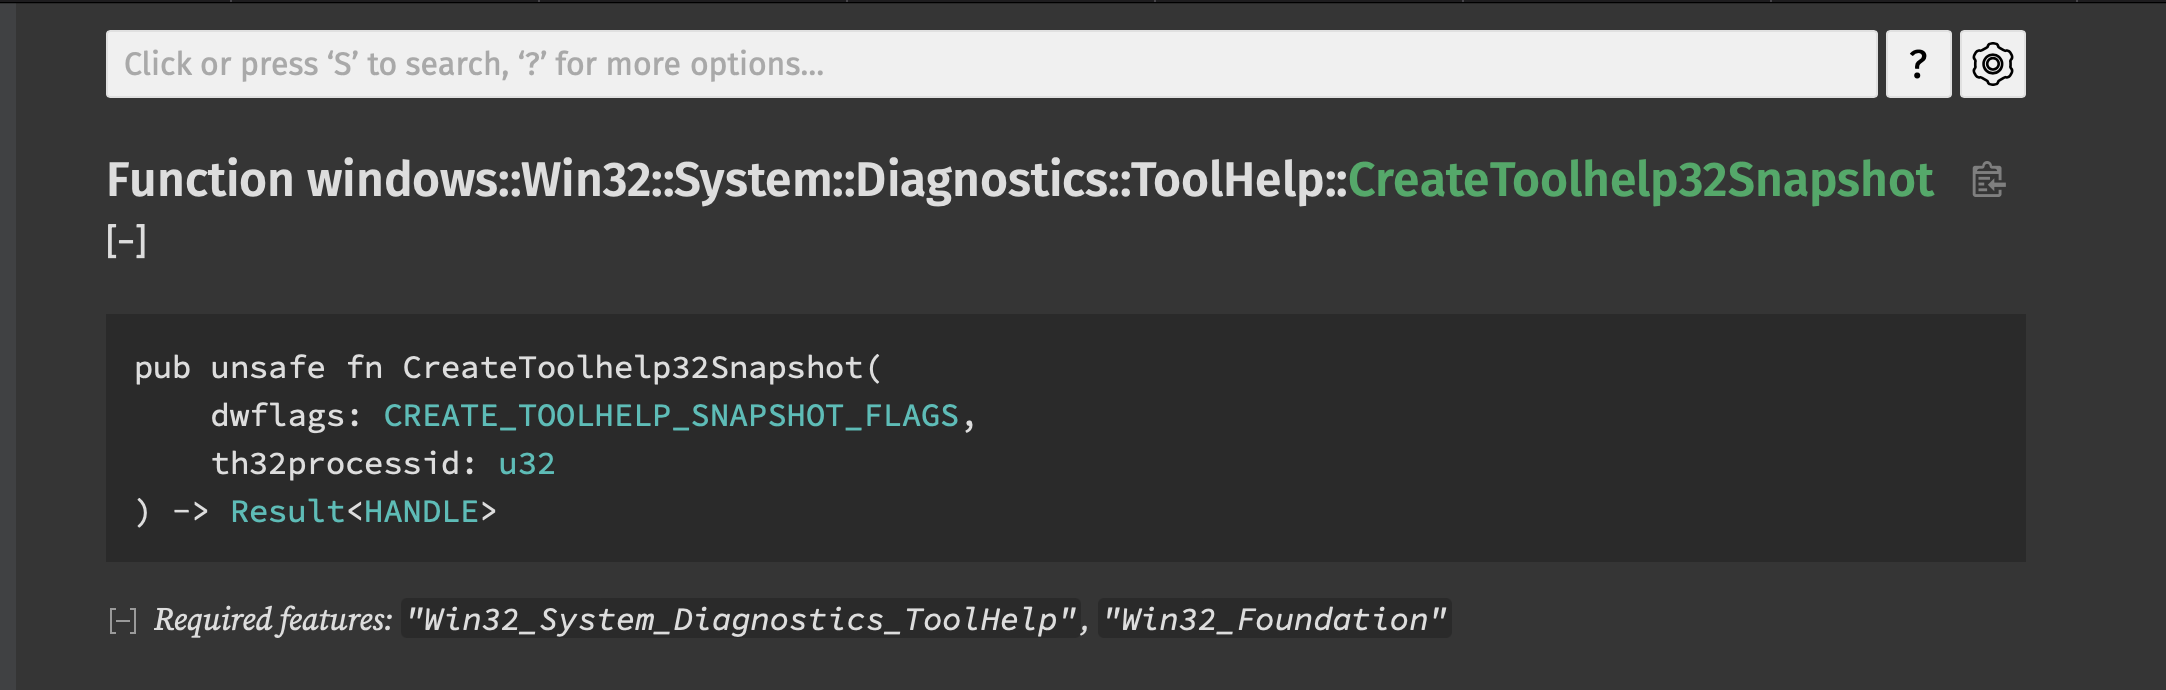 Click or press ‘S’ to search, ‘?’ for more options...
?
Function windows::Win32::System::Diagnostics::ToolHelp::CreateToolhelp32Snapshot
[−]
pub unsafe fn CreateToolhelp32Snapshot(
    dwflags: CREATE_TOOLHELP_SNAPSHOT_FLAGS,
    th32processid: u32
) -> Result<HANDLE>
[−] Required features: "Win32_System_Diagnostics_ToolHelp", "Win32_Foundation"